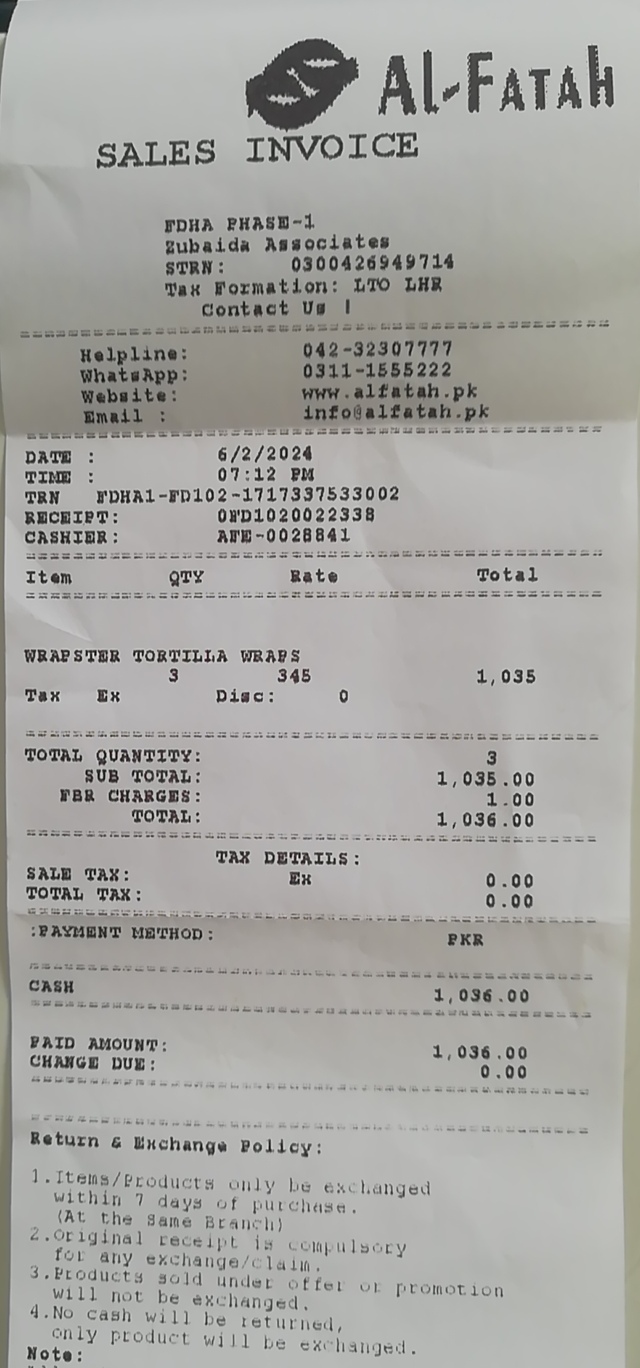 Al-Fatah
SALES INVOICE
FDHA PHASE-1
Zubaida Associates
STRN: 0300426949714
Tax Formation: LTO LHR
Contact Us |
Helpline: 042-32307777
WhatsApp: 0311-1555222
Website: www.alfatah.pk
Email : info@alfatah.pk
DATE : 6/2/2024
TIME : 07:12 PM
TRN FDHA1-FD102-1717337533002
RECEIPT: 0FD1020022338
CASHIER: AFE-0028841
Item QTY Rate Total
WRAPSTER TORTILLA WRAPS
3 345 1,035
Tax Ex Disc: 0
TOTAL QUANTITY: 3
SUB TOTAL: 1,035.00
FBR CHARGES: 1.00
TOTAL: 1,036.00
TAX DETAILS:
SALE TAX: Ex 0.00
TOTAL TAX: 0.00
:PAYMENT METHOD: PKR
CASH 1,036.00
PAID AMOUNT: 1,036.00
CHANGE DUE: 0.00
Return & Exchange Policy:
1.Items/Products only be exchanged
within 7 days of purchase.
(At the Same Branch)
2.Original receipt is compulsory
for any exchange/claim.
3.Products sold under offer or promotion
will not be exchanged.
4.No cash will be returned,
only product will be exchanged.
Note: